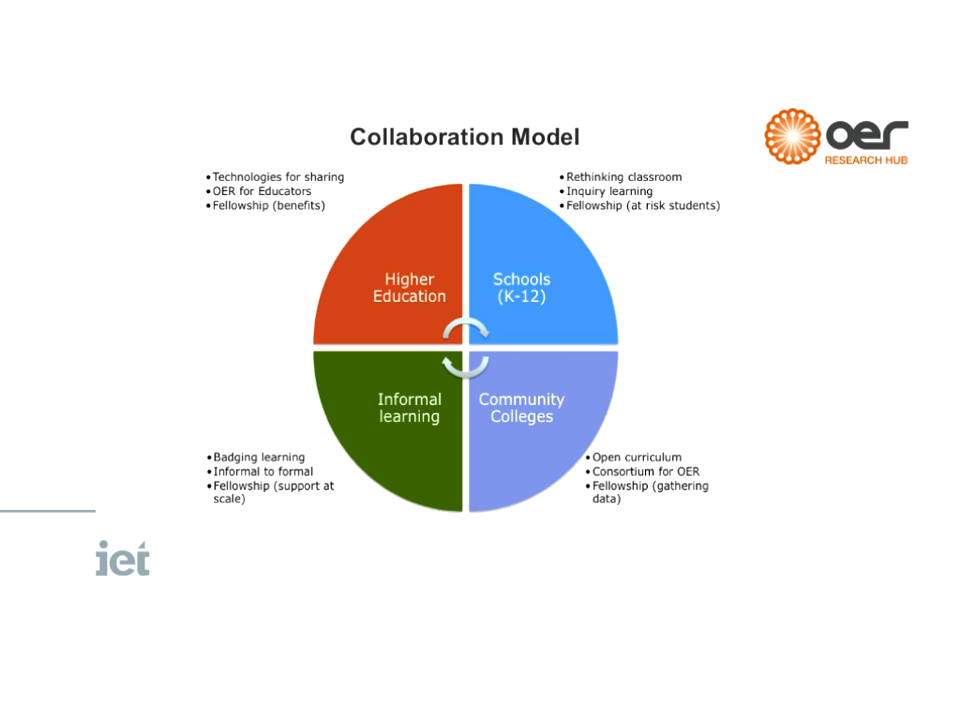 Collaboration Model
oer
RESEARCH HUB
•Technologies for sharing
•OER for Educators
•Fellowship (benefits)
•Rethinking classroom
•Inquiry learning
•Fellowship (at risk students)
Higher
Education
Schools
(K-12)
Informal
learning
Community
Colleges
•Badging learning
•Informal to formal
•Fellowship (support at
scale)
•Open curriculum
•Consortium for OER
•Fellowship (gathering
data)
iet